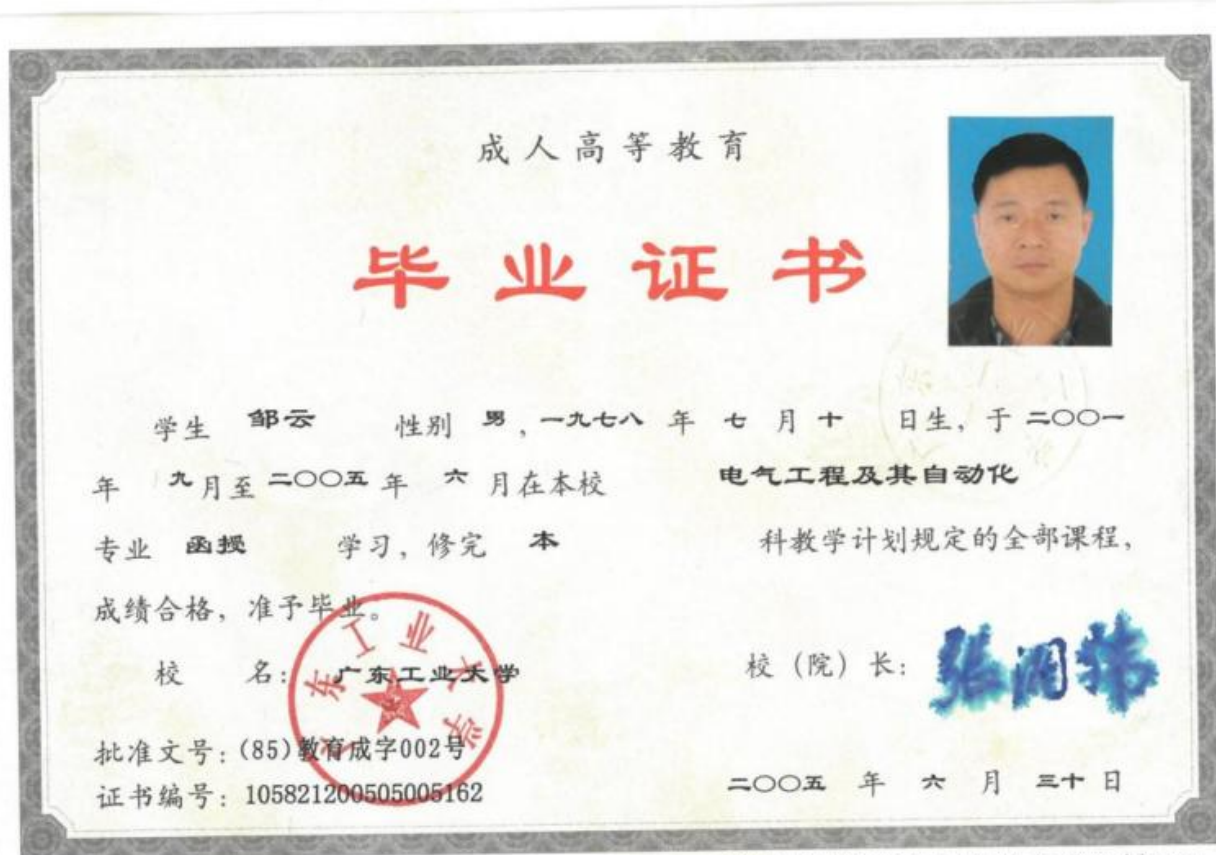 成人高等教育
毕业证书
学生 邹云 性别 男,一九七八 年 七 月 十 日生,于 二〇〇一
年 九月至 二〇〇五 年 六 月在本校 电气工程及其自动化
专业 函授 学习,修完 本 科教学计划规定的全部课程,
成绩合格,准予毕业。
校 名:广东工业大学
校(院)长:
批准文号:(85)教育成字002号
证书编号:105821200505005162
二〇〇五 年 六 月 三十 日
广东工业大学